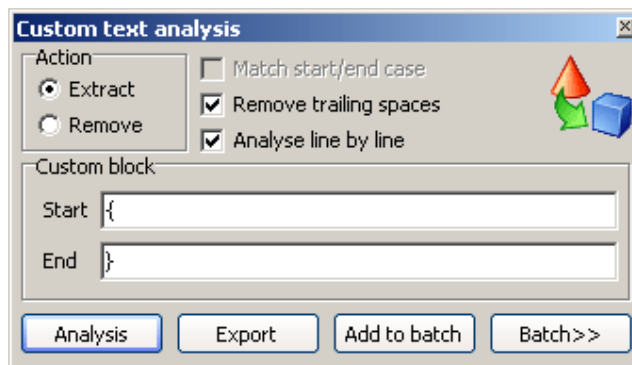 Custom text analysis
Action
Extract
Remove
Match start/end case
Remove trailing spaces
Analyse line by line
Custom block
Start {
End }
Analysis Export Add to batch Batch>>